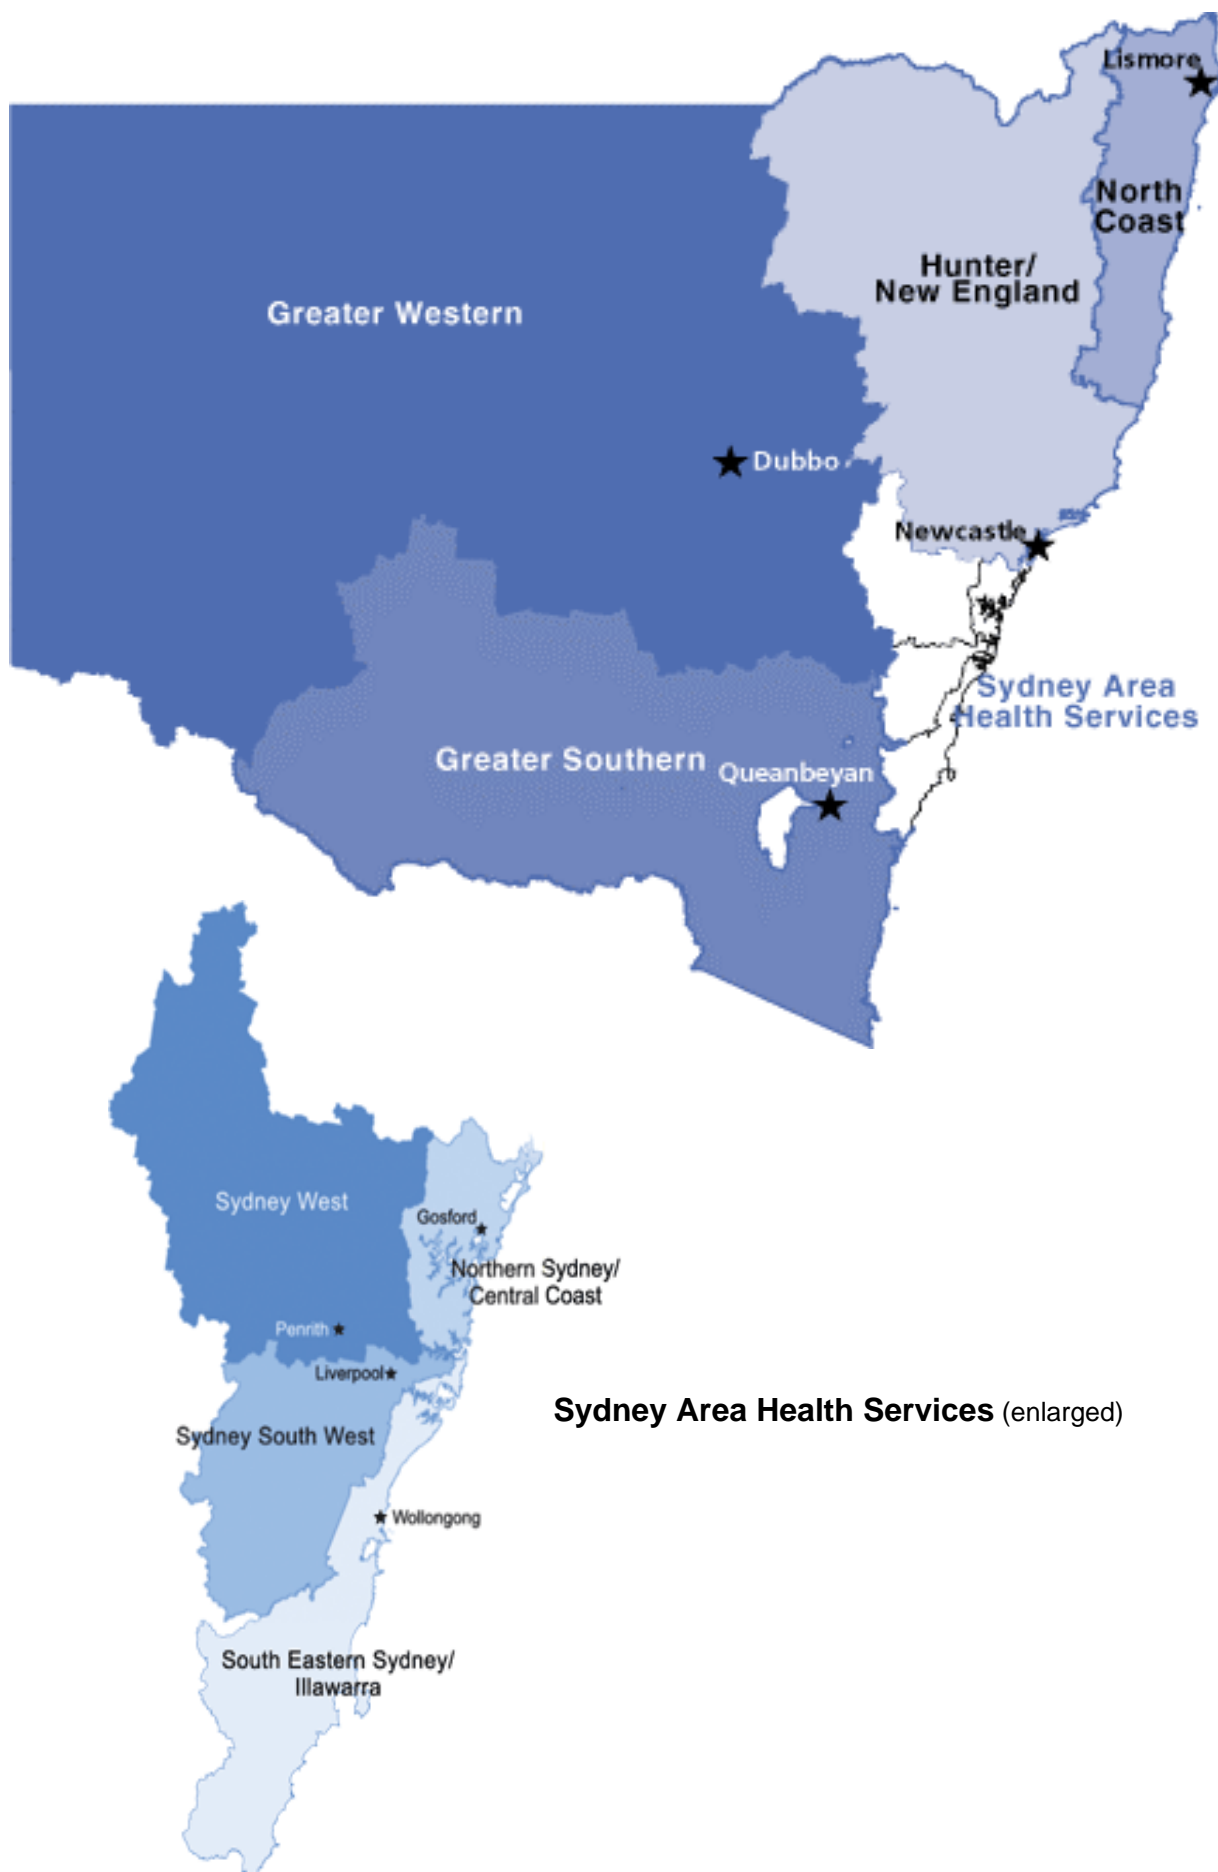 Lismore
North
Coast
Hunter/
New England
Greater Western
Dubbo
Newcastle
Sydney Area
Health Services
Greater Southern
Queanbeyan
Sydney West
Gosford
Northern Sydney/
Central Coast
Penrith
Liverpool
Sydney Area Health Services (enlarged)
Sydney South West
Wollongong
South Eastern Sydney/
Illawarra